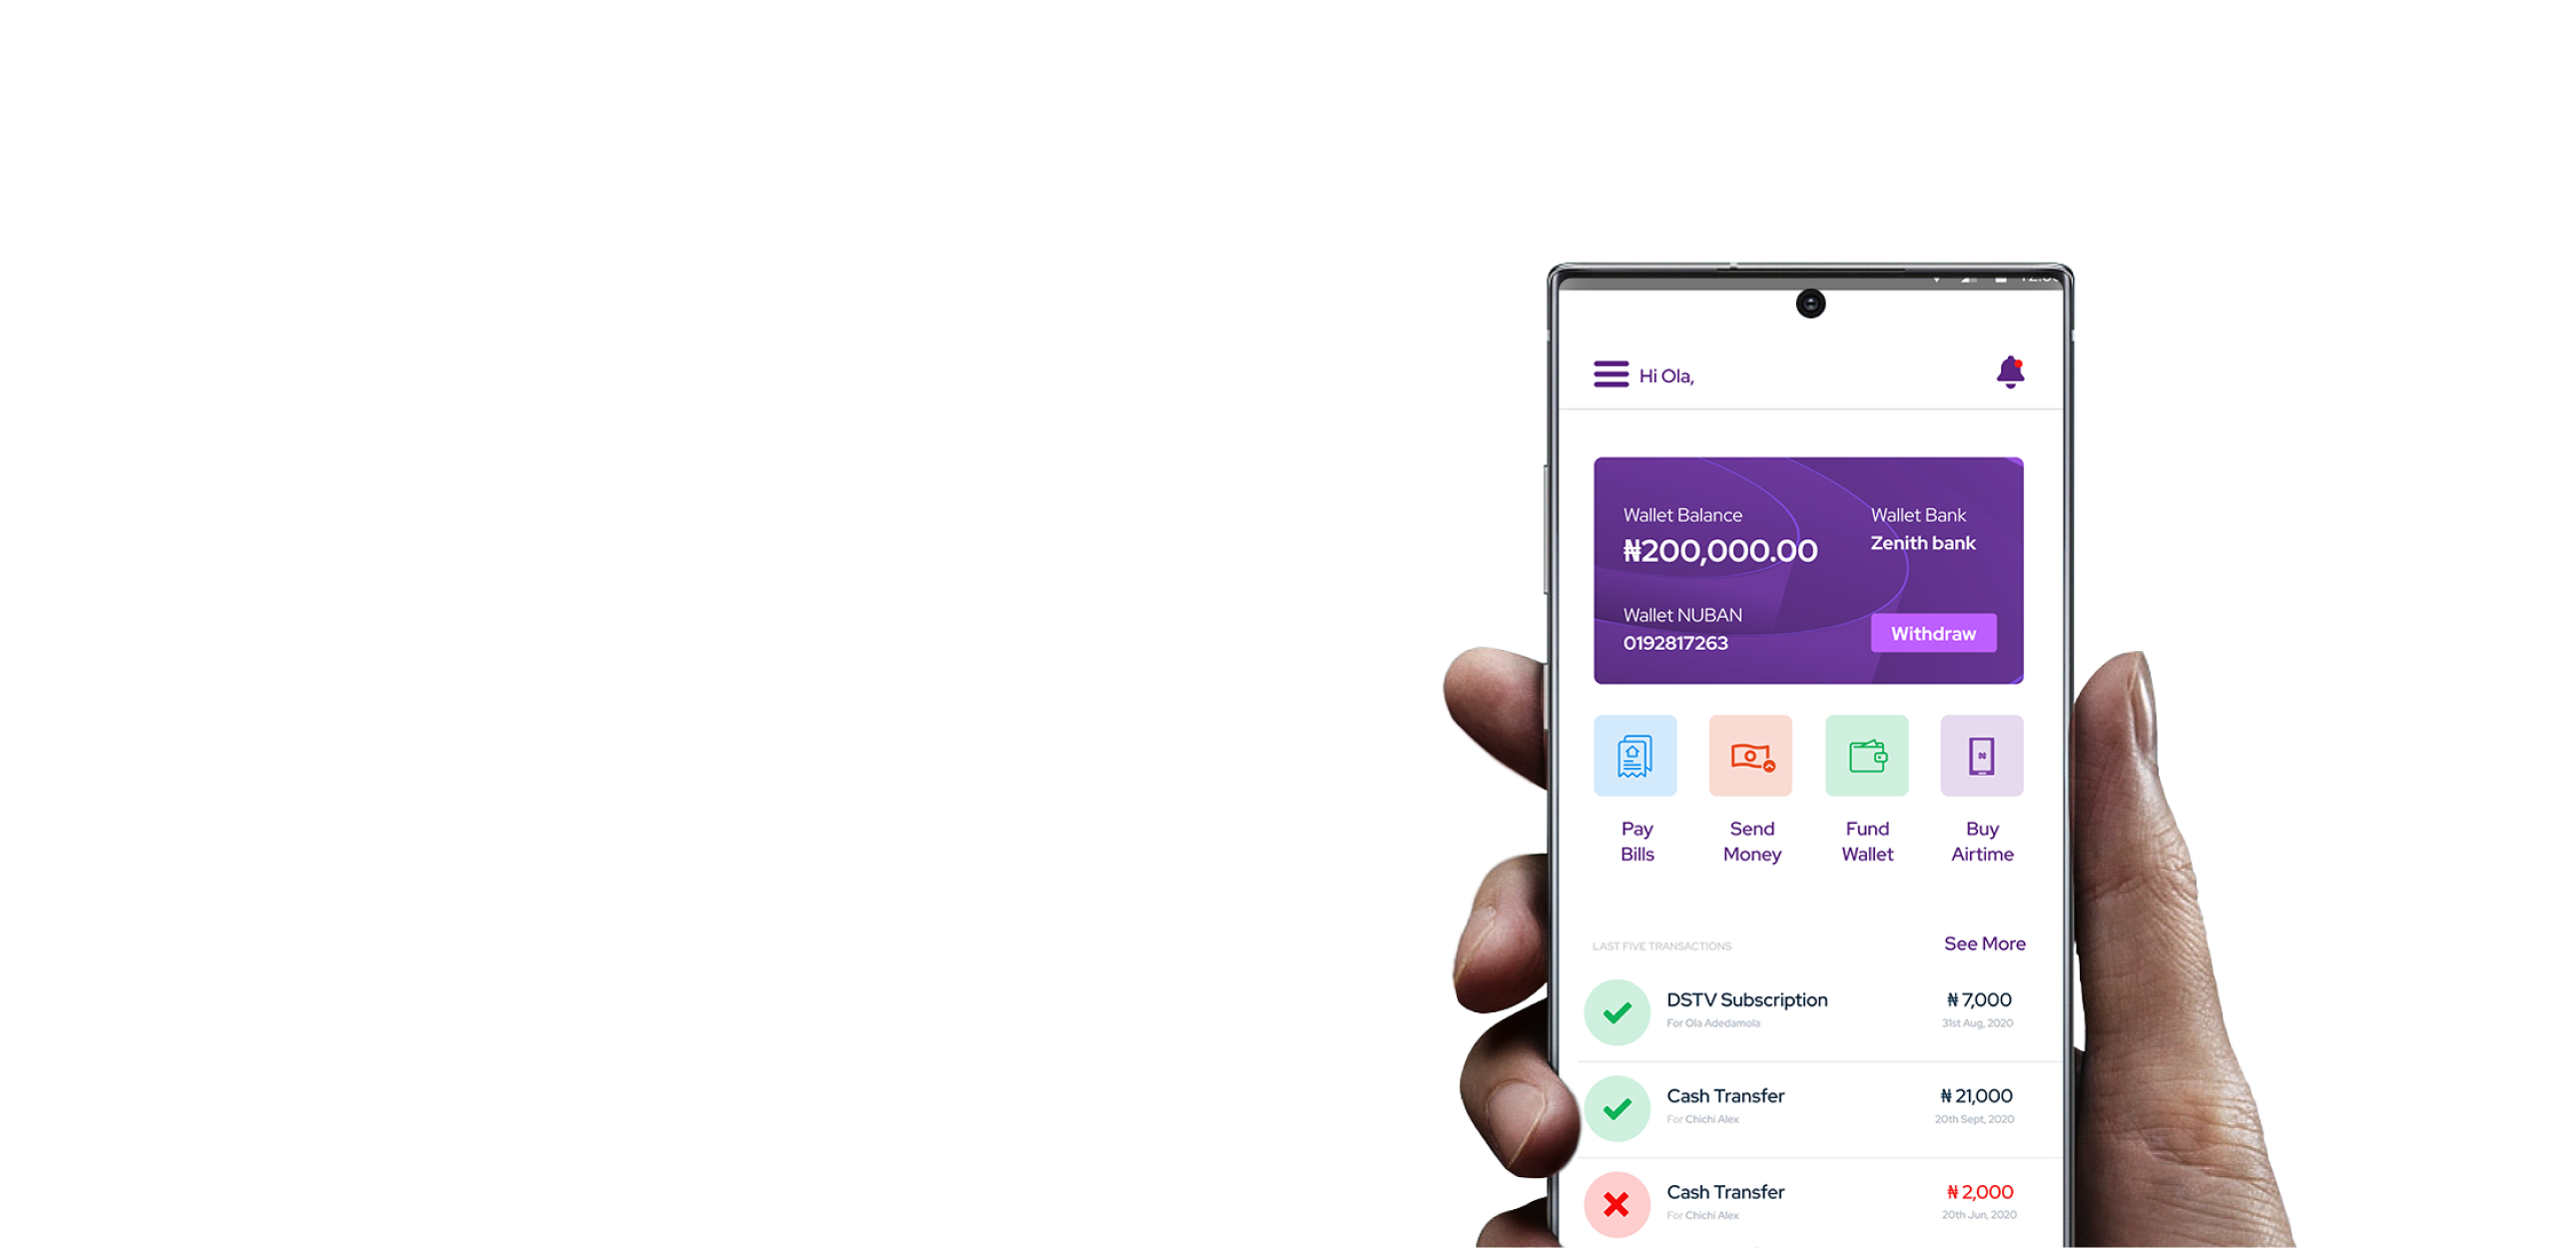 Hi Ola,
Wallet Balance
₦200,000.00
Wallet Bank
Zenith bank
Wallet NUBAN
0192817263
Withdraw
Pay
Bills
Send
Money
Fund
Wallet
Buy
Airtime
LAST FIVE TRANSACTIONS
See More
DSTV Subscription
₦ 7,000
For Ola Adedamola
31st Aug, 2020
Cash Transfer
₦ 21,000
For Chichi Alex
20th Sept, 2020
Cash Transfer
₦ 2,000
For Chichi Alex
20th Jun, 2020